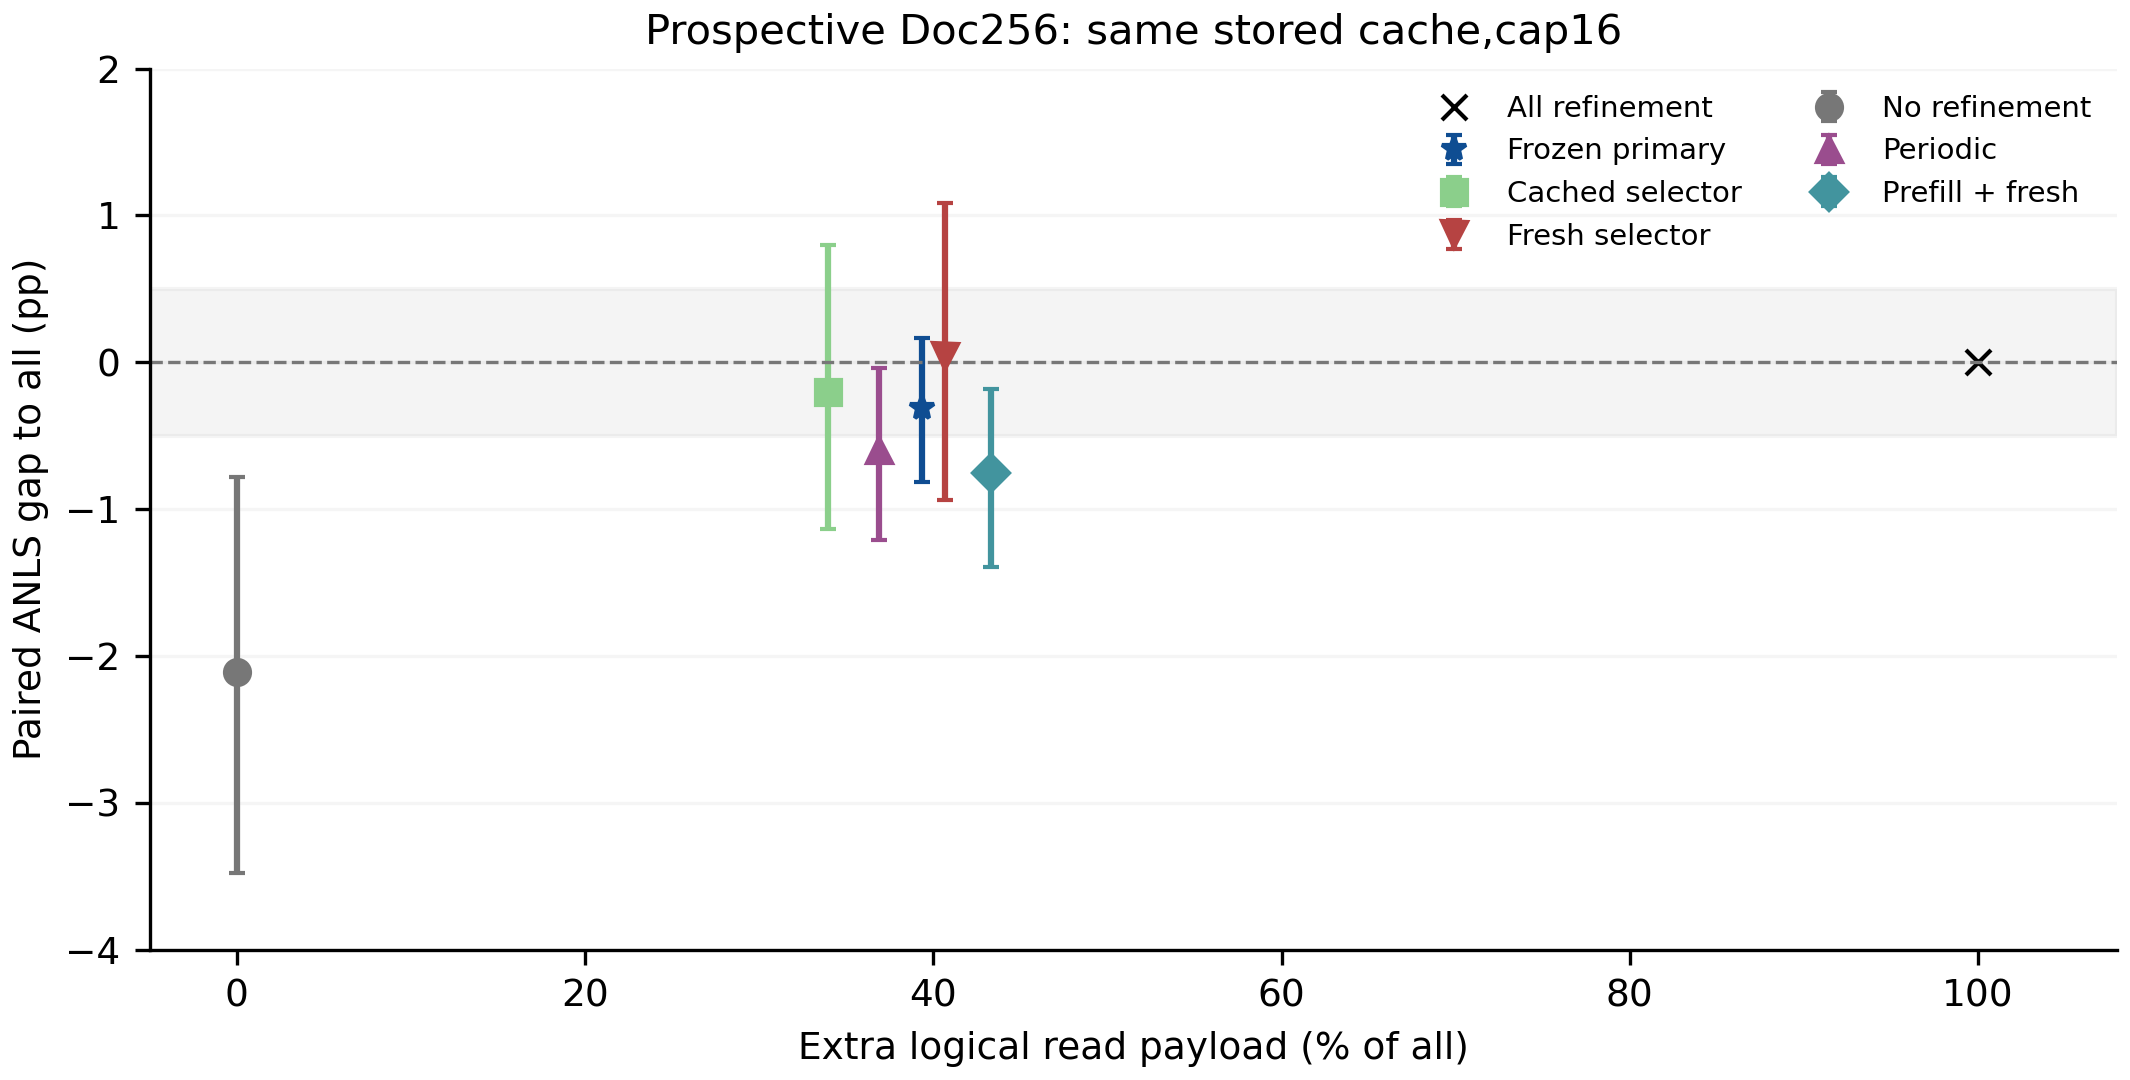 Prospective Doc256: same stored cache,cap16
Paired ANLS gap to all (pp)
2
1
0
−1
−2
−3
−4
All refinement
Frozen primary
Cached selector
Fresh selector
No refinement
Periodic
Prefill + fresh
0
20
40
60
80
100
Extra logical read payload (% of all)